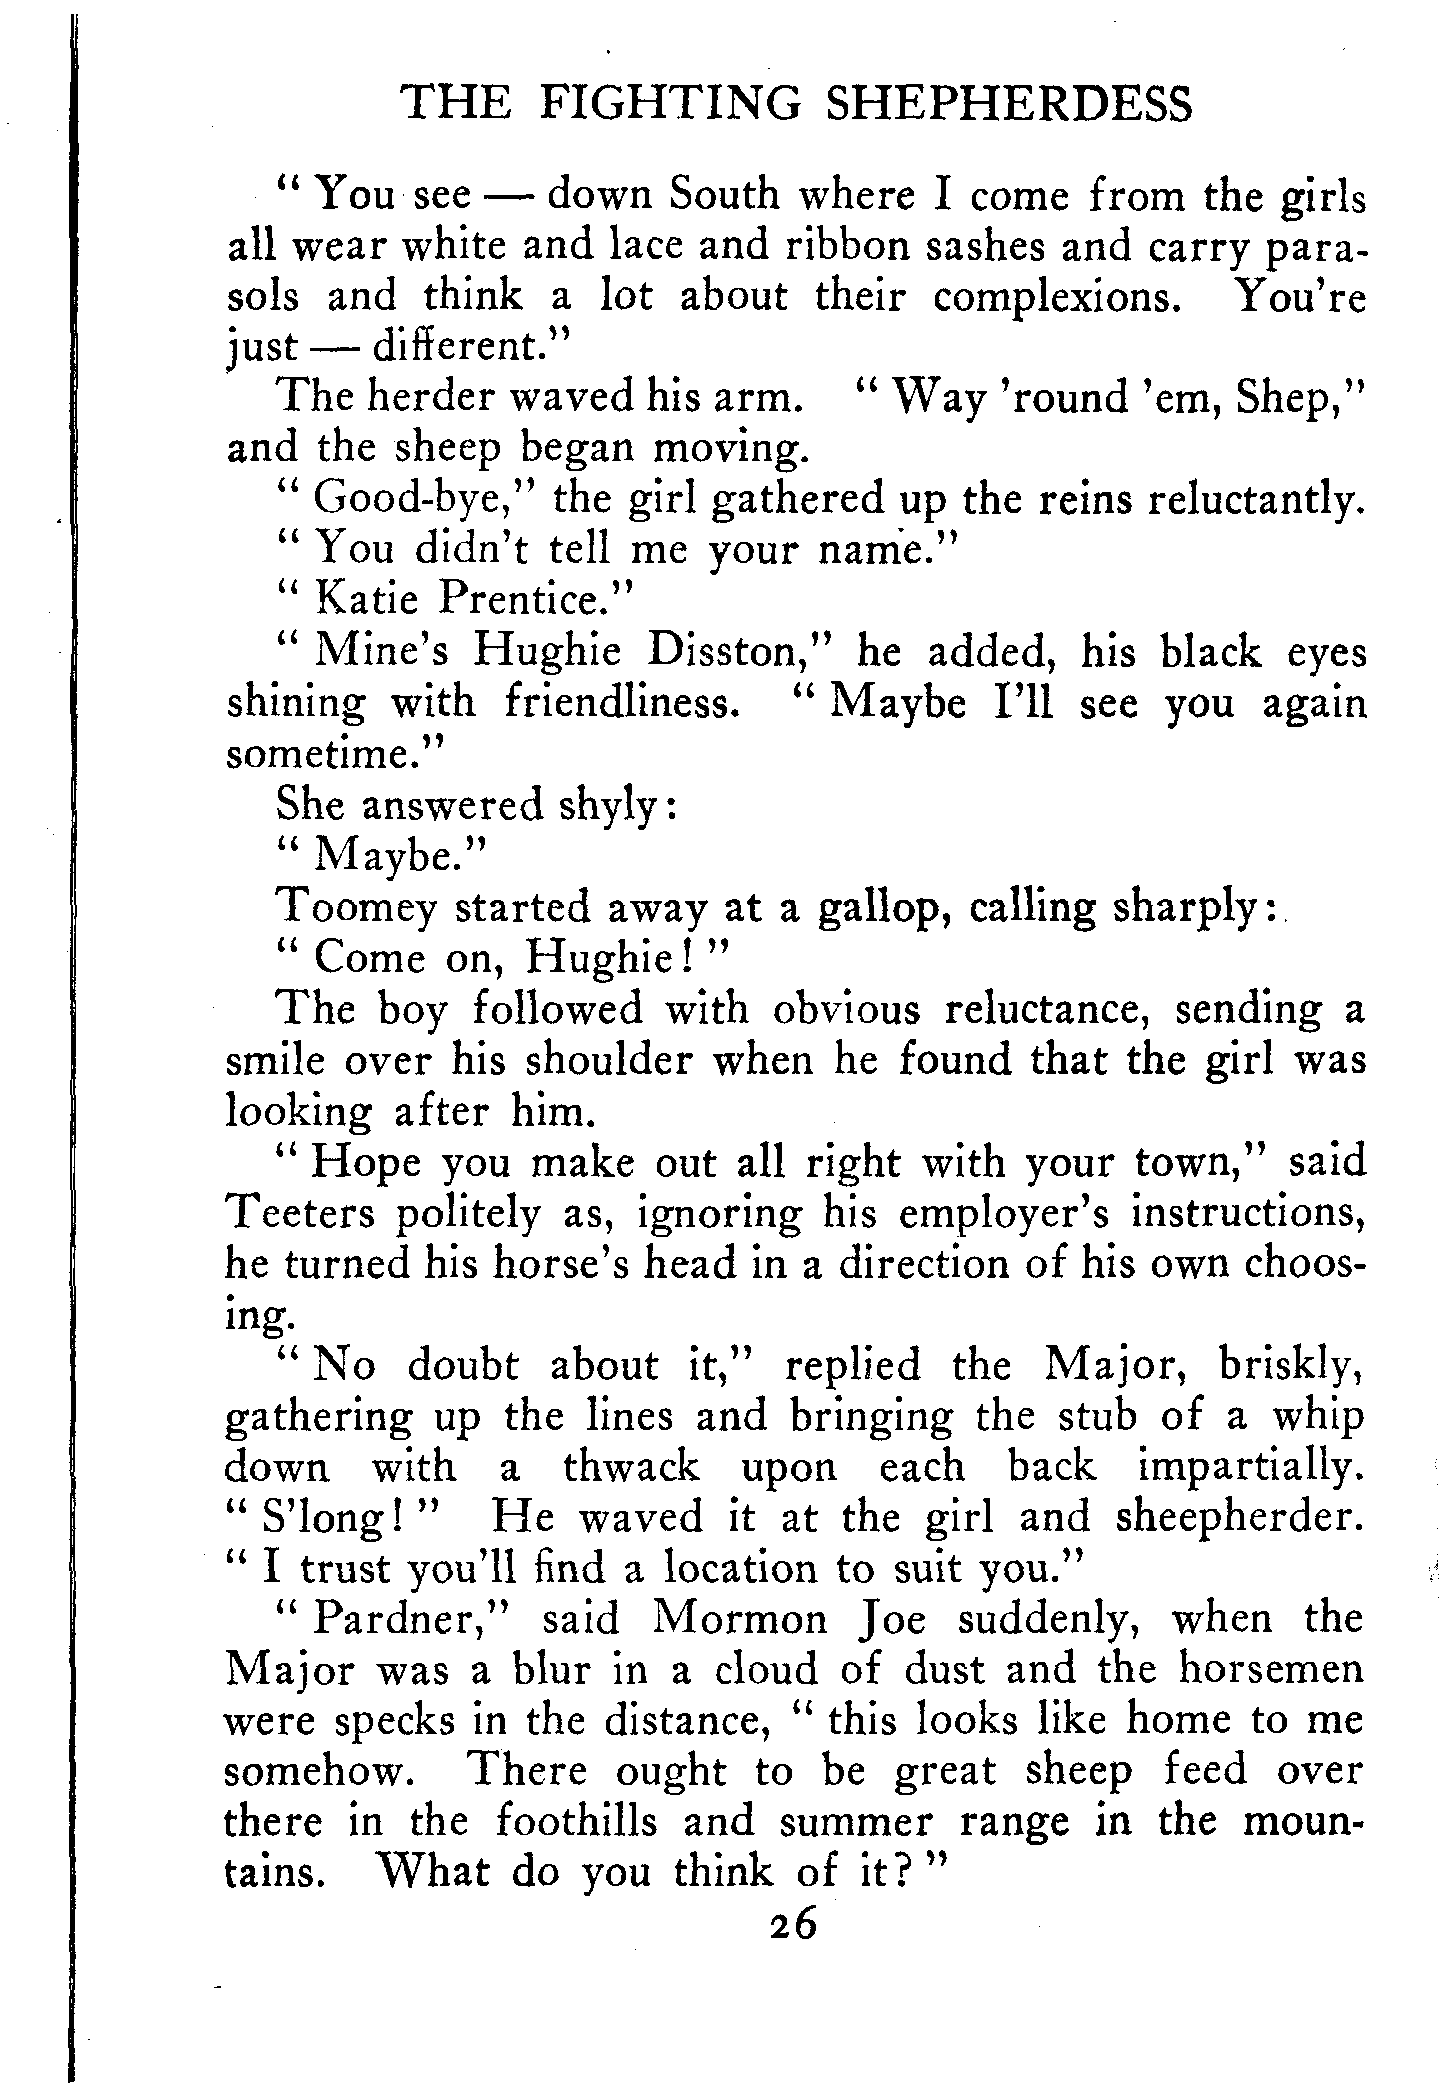 THE FIGHTING SHEPHERDESS
" You see — down South where I come from the girls
all wear white and lace and ribbon sashes and carry para-
sols and think a lot about their complexions. You're
just — different."
The herder waved his arm. " Way 'round 'em, Shep,"
and the sheep began moving.
" Good-bye," the girl gathered up the reins reluctantly.
" You didn't tell me your name."
" Katie Prentice."
" Mine's Hughie Disston," he added, his black eyes
shining with friendliness. " Maybe I'll see you again
sometime."
She answered shyly:
" Maybe."
Toomey started away at a gallop, calling sharply:
" Come on, Hughie! "
The boy followed with obvious reluctance, sending a
smile over his shoulder when he found that the girl was
looking after him.
" Hope you make out all right with your town," said
Teeters politely as, ignoring his employer's instructions,
he turned his horse's head in a direction of his own choos-
ing.
" No doubt about it," replied the Major, briskly,
gathering up the lines and bringing the stub of a whip
down with a thwack upon each back impartially.
" S'long! " He waved it at the girl and sheepherder.
" I trust you'll find a location to suit you."
" Pardner," said Mormon Joe suddenly, when the
Major was a blur in a cloud of dust and the horsemen
were specks in the distance, " this looks like home to me
somehow. There ought to be great sheep feed over
there in the foothills and summer range in the moun-
tains. What do you think of it? "
26